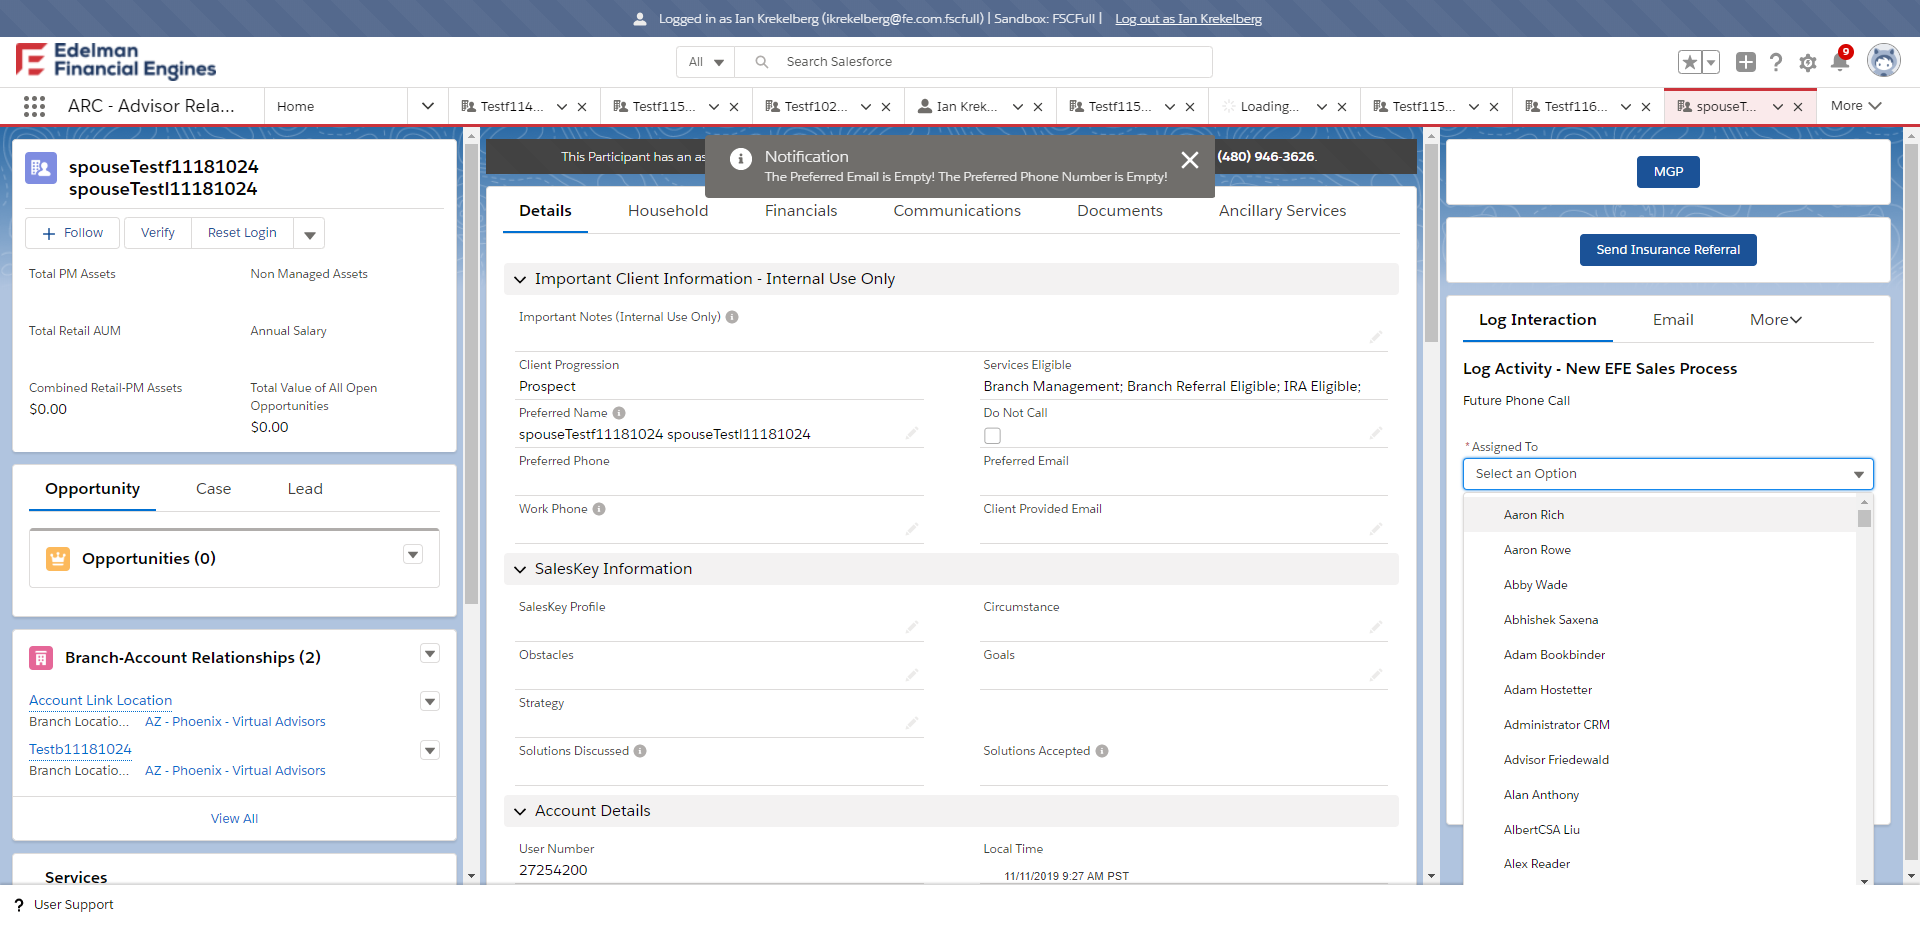 Logged in as Ian Krekelberg (ikrekelberg@fe.com.fscfull) | Sandbox: FSCFull | Log out as Ian Krekelberg
Edelman
Financial Engines
All
Search Salesforce
9
ARC - Advisor Rela...
Home
Testf114...
Testf115...
Testf102...
Ian Krek...
Testf115...
Loading...
Testf115...
Testf116...
spouseT...
More
spouseTestf11181024
spouseTestl11181024
Follow
Verify
Reset Login
Total PM Assets
Non Managed Assets
Total Retail AUM
Annual Salary
Combined Retail-PM Assets
$0.00
Total Value of All Open
Opportunities
$0.00
Opportunity
Case
Lead
Opportunities (0)
Branch-Account Relationships (2)
Account Link Location
Branch Locatio... AZ - Phoenix - Virtual Advisors
Testb11181024
Branch Locatio... AZ - Phoenix - Virtual Advisors
View All
Services
This Participant has an as
(480) 946-3626.
Notification
The Preferred Email is Empty! The Preferred Phone Number is Empty!
Details
Household
Financials
Communications
Documents
Ancillary Services
Important Client Information - Internal Use Only
Important Notes (Internal Use Only)
Client Progression
Prospect
Services Eligible
Branch Management; Branch Referral Eligible; IRA Eligible;
Preferred Name
spouseTestf11181024 spouseTestl11181024
Do Not Call
Preferred Phone
Preferred Email
Work Phone
Client Provided Email
SalesKey Information
SalesKey Profile
Circumstance
Obstacles
Goals
Strategy
Solutions Discussed
Solutions Accepted
Account Details
User Number
27254200
Local Time
11/11/2019 9:27 AM PST
MGP
Send Insurance Referral
Log Interaction
Email
More
Log Activity - New EFE Sales Process
Future Phone Call
* Assigned To
Select an Option
Aaron Rich
Aaron Rowe
Abby Wade
Abhishek Saxena
Adam Bookbinder
Adam Hostetter
Administrator CRM
Advisor Friedewald
Alan Anthony
AlbertCSA Liu
Alex Reader
? User Support